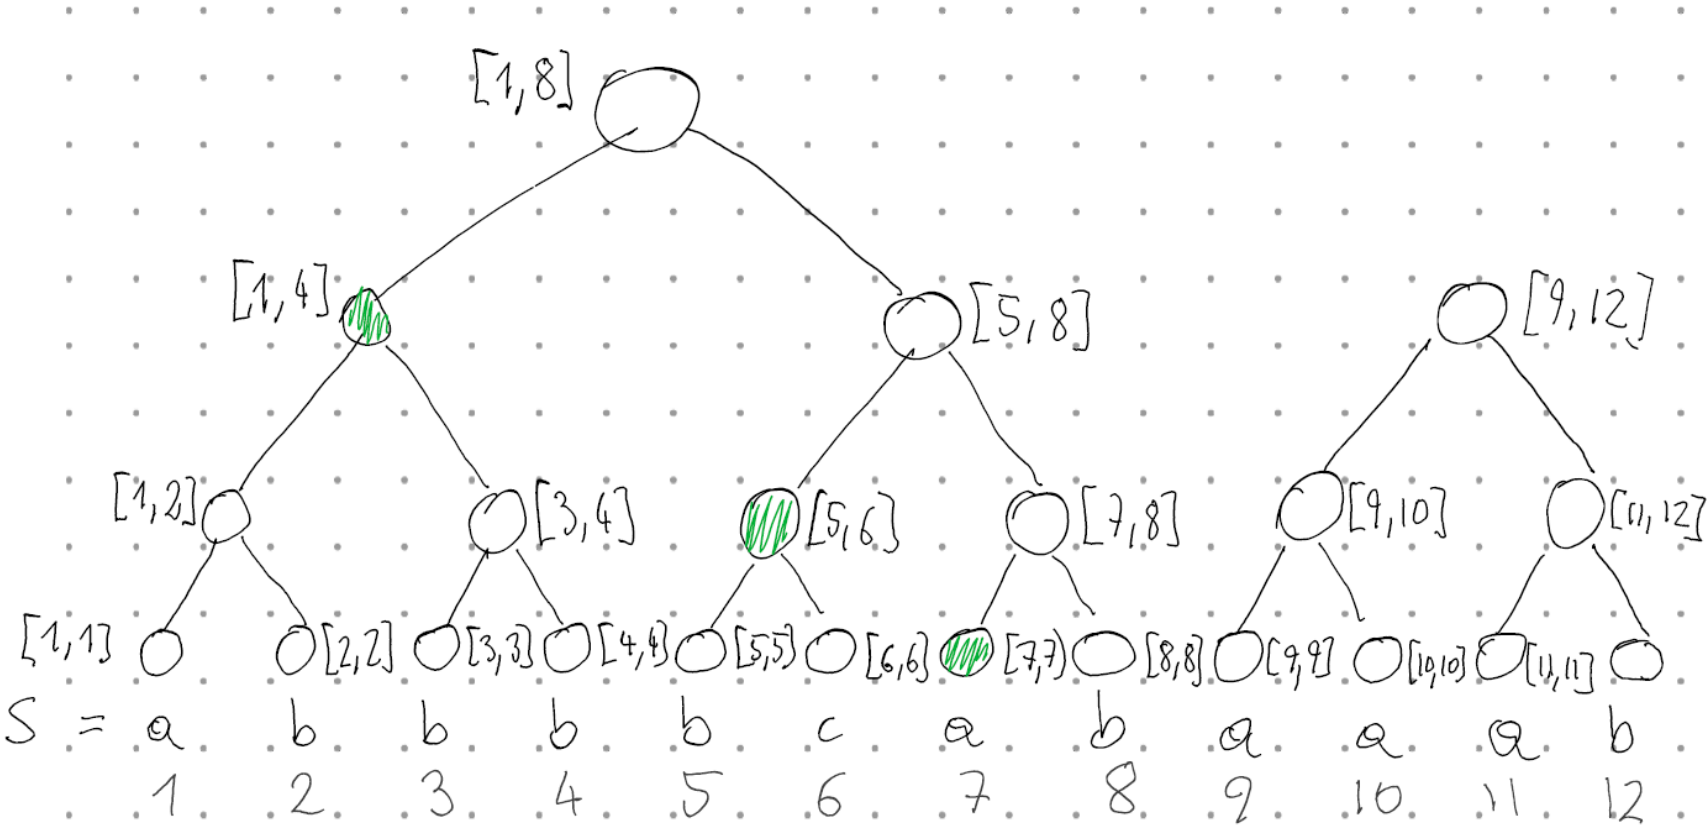 [1,8]
[1,4] [5,8] [9,12]
[1,2] [3,4] [5,6] [7,8] [9,10] [11,12]
[1,1] [2,2] [3,3] [4,4] [5,5] [6,6] [7,7) [8,8] [9,9] [10,10] [11,11]
S = a b b b b c a b a a a b
1 2 3 4 5 6 7 8 9 10 11 12